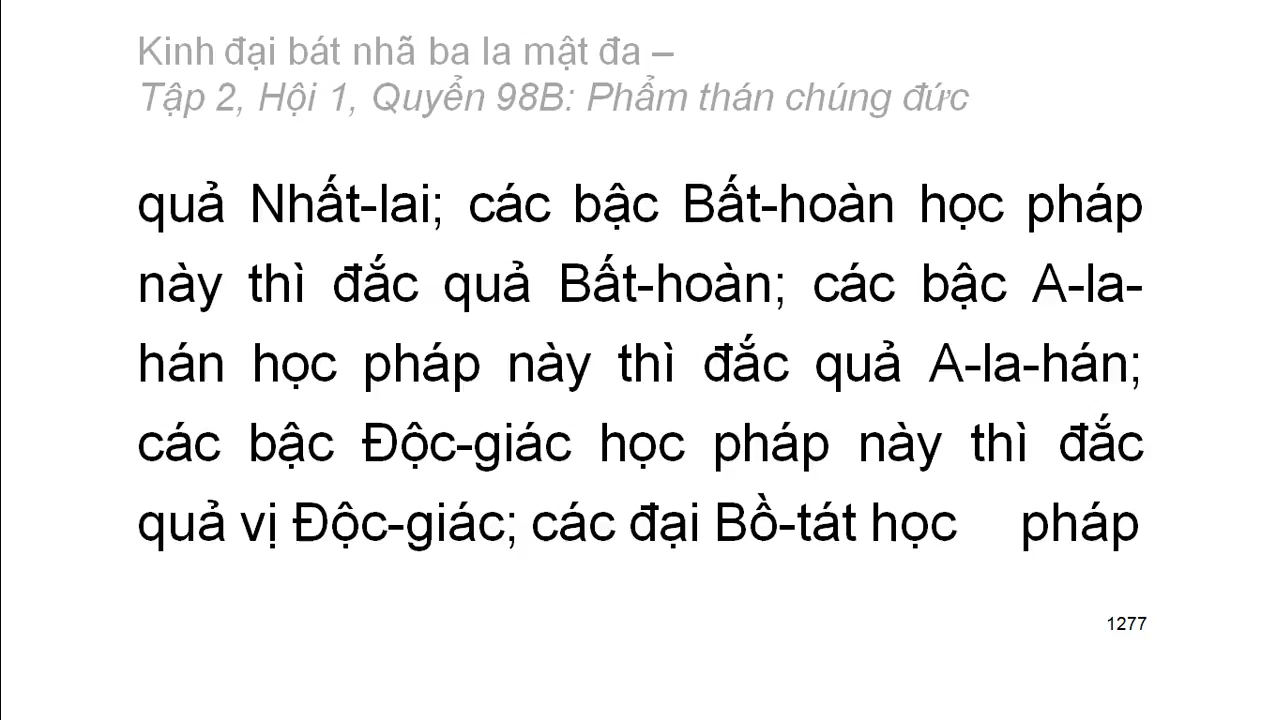 Kinh đại bát nhã ba la mật đa –
Tập 2, Hội 1, Quyển 98B: Phẩm thán chúng đức
quả Nhất-lai; các bậc Bất-hoàn học pháp
này thì đắc quả Bất-hoàn; các bậc A-la-
hán học pháp này thì đắc quả A-la-hán;
các bậc Độc-giác học pháp này thì đắc
quả vị Độc-giác; các đại Bồ-tát học pháp
1277